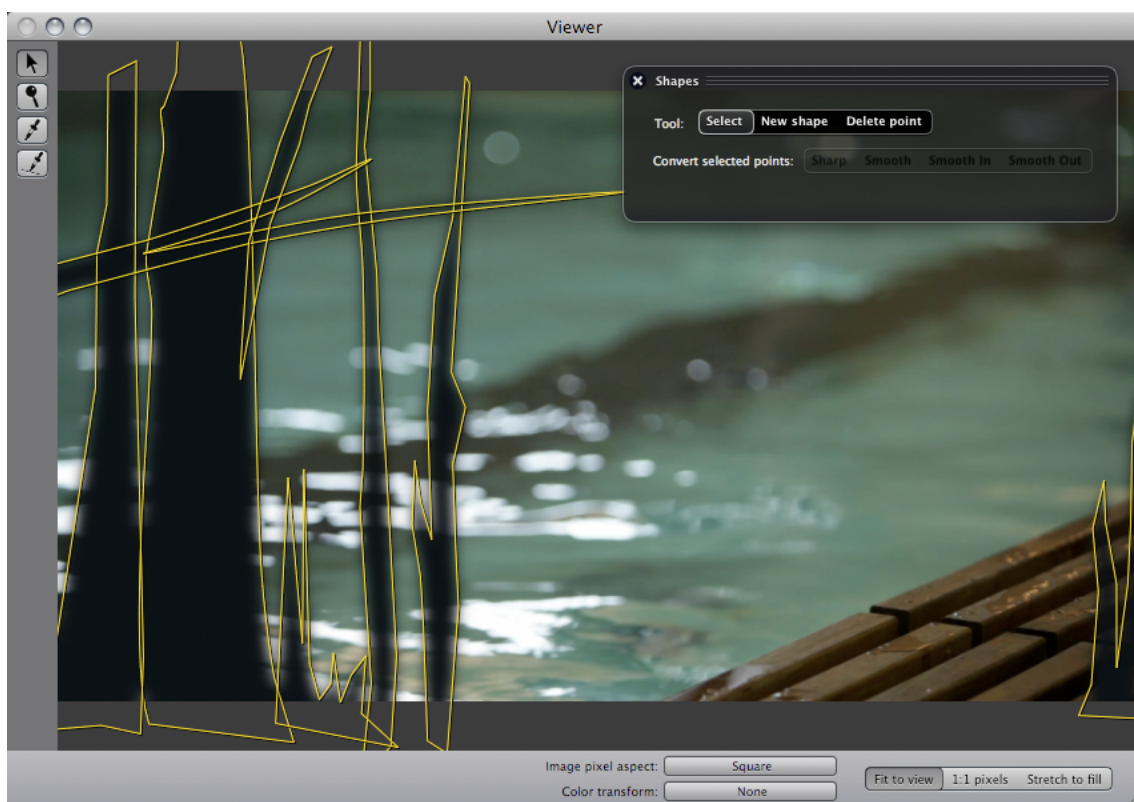 Viewer
Shapes
Tool: Select New shape Delete point
Convert selected points: Sharp Smooth Smooth In Smooth Out
Image pixel aspect: Square
Color transform: None
Fit to view 1:1 pixels Stretch to fill